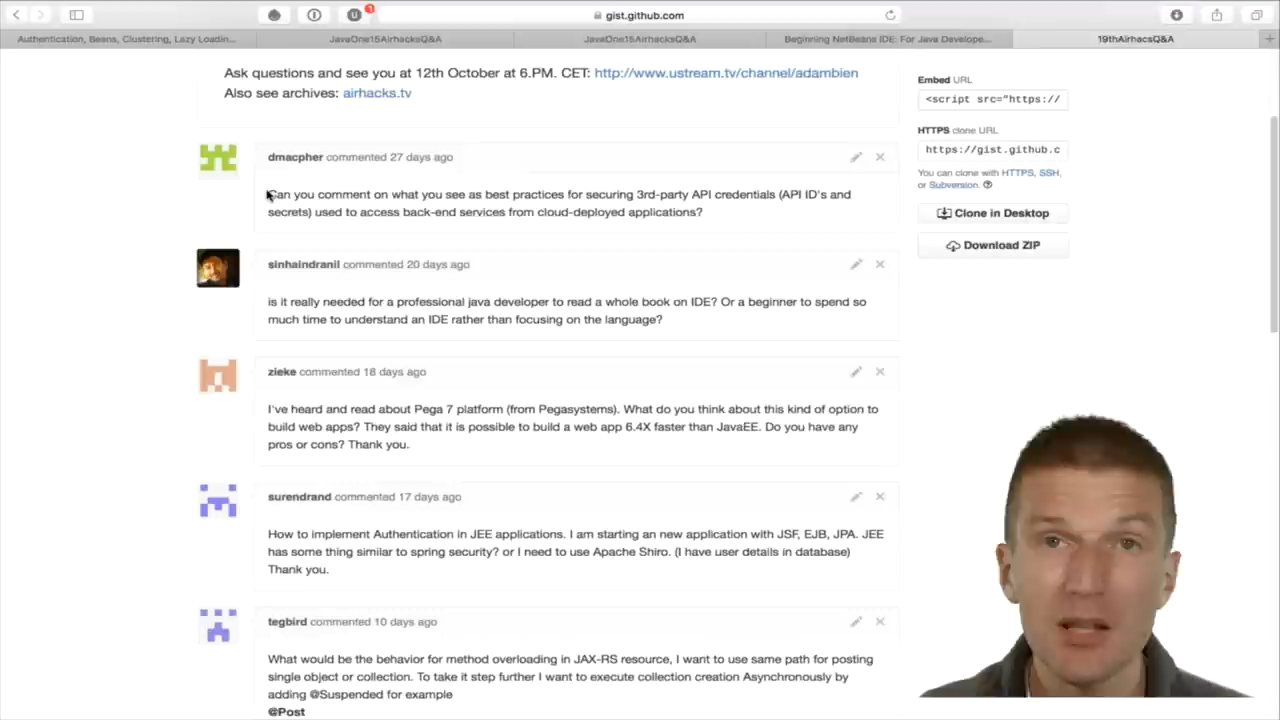 gist.github.com
Authentication, Beans, Clustering, Lazy Loadin...
JavaOne15AirhacksQ&A
JavaOne15AirhacksQ&A
Beginning NetBeans IDE: For Java Develope...
19thAirhacsQ&A
Ask questions and see you at 12th October at 6.P.M. CET: http://www.ustream.tv/channel/adambien
Also see archives: airhacks.tv
dmacpher commented 27 days ago
Can you comment on what you see as best practices for securing 3rd-party API credentials (API ID's and
secrets) used to access back-end services from cloud-deployed applications?
sinhaindranil commented 20 days ago
is it really needed for a professional java developer to read a whole book on IDE? Or a beginner to spend so
much time to understand an IDE rather than focusing on the language?
zieke commented 18 days ago
I've heard and read about Pega 7 platform (from Pegasystems). What do you think about this kind of option to
build web apps? They said that it is possible to build a web app 6.4X faster than JavaEE. Do you have any
pros or cons? Thank you.
surendrand commented 17 days ago
How to implement Authentication in JEE applications. I am starting an new application with JSF, EJB, JPA. JEE
has some thing similar to spring security? or I need to use Apache Shiro. (I have user details in database)
Thank you.
tegbird commented 10 days ago
What would be the behavior for method overloading in JAX-RS resource, I want to use same path for posting
single object or collection. To take it step further I want to execute collection creation Asynchronously by
adding @Suspended for example
@Post
Embed URL
<script src="https://
HTTPS clone URL
https://gist.github.c
You can clone with HTTPS, SSH,
or Subversion.
Clone in Desktop
Download ZIP